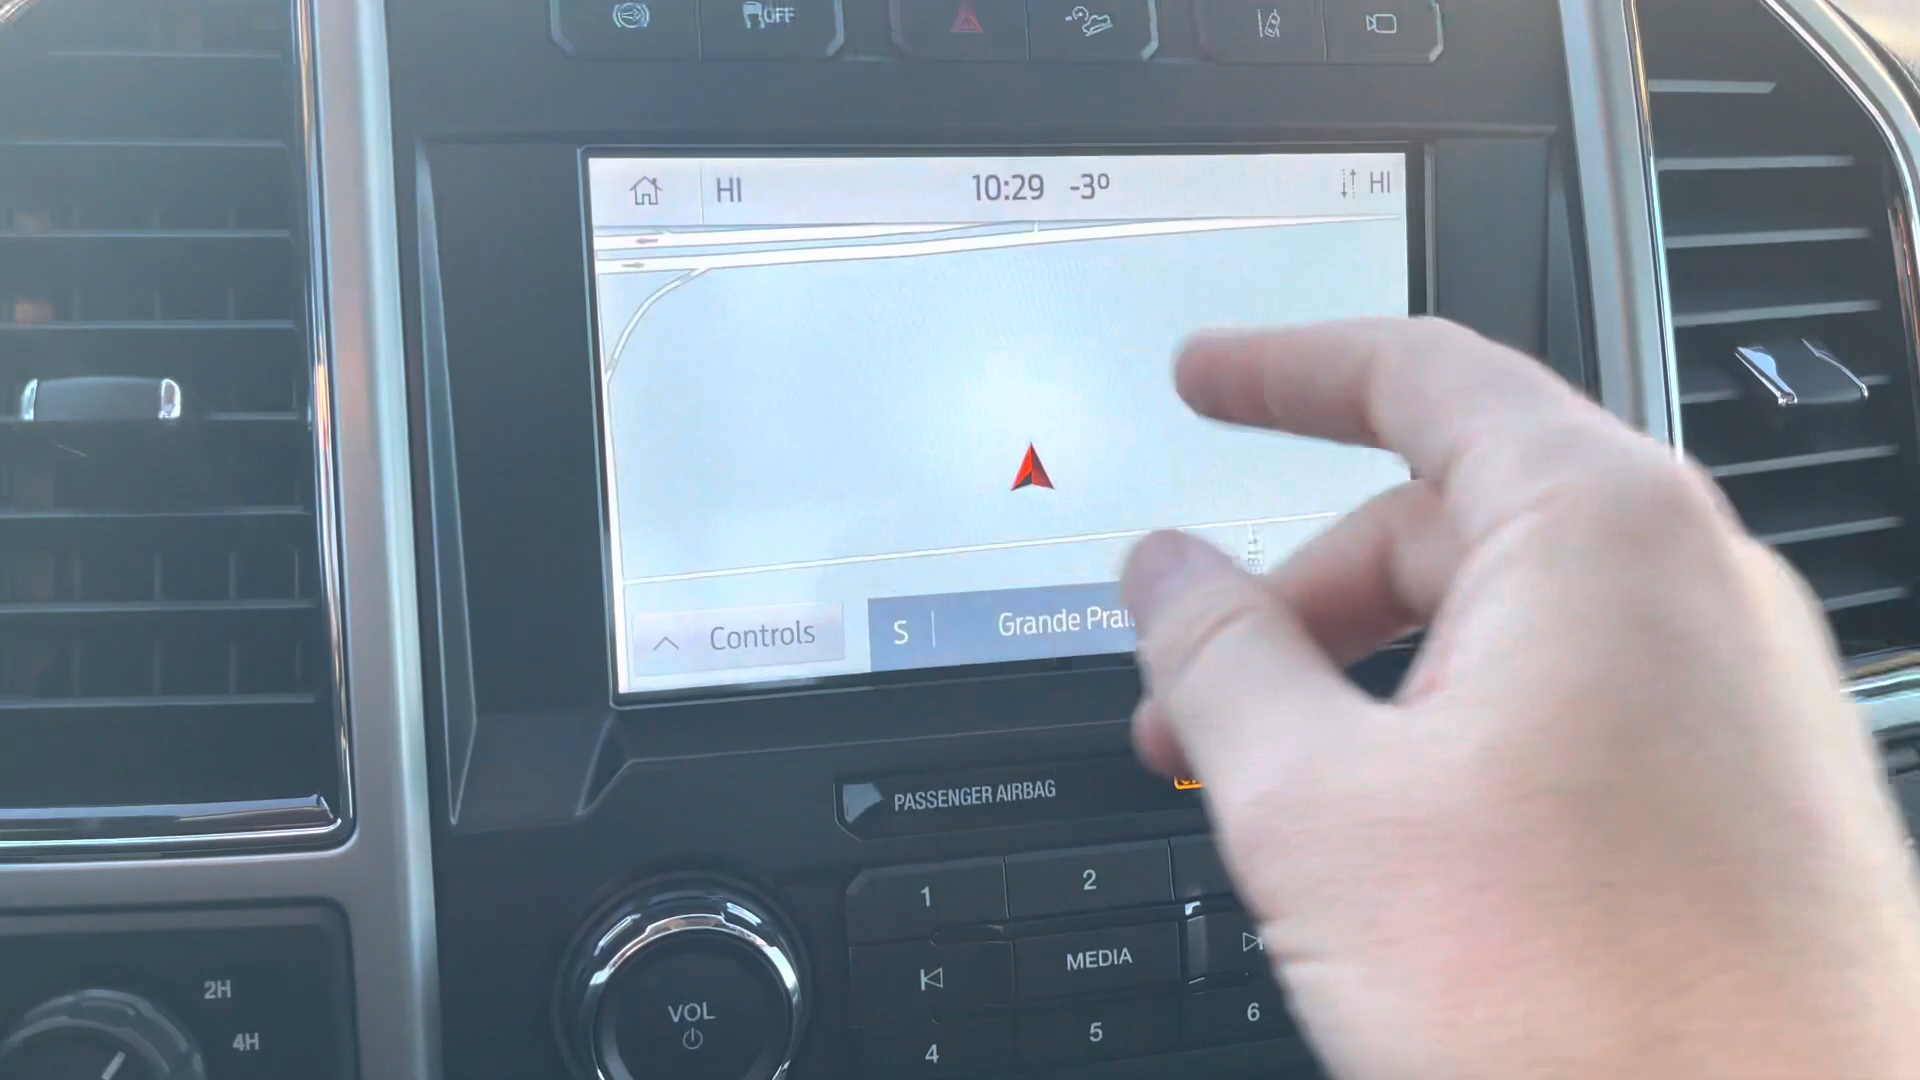 OFF
HI 10:29 -3º HI
Controls S Grande Prai
PASSENGER AIRBAG
1 2
MEDIA
VOL
4 5 6
2H
4H